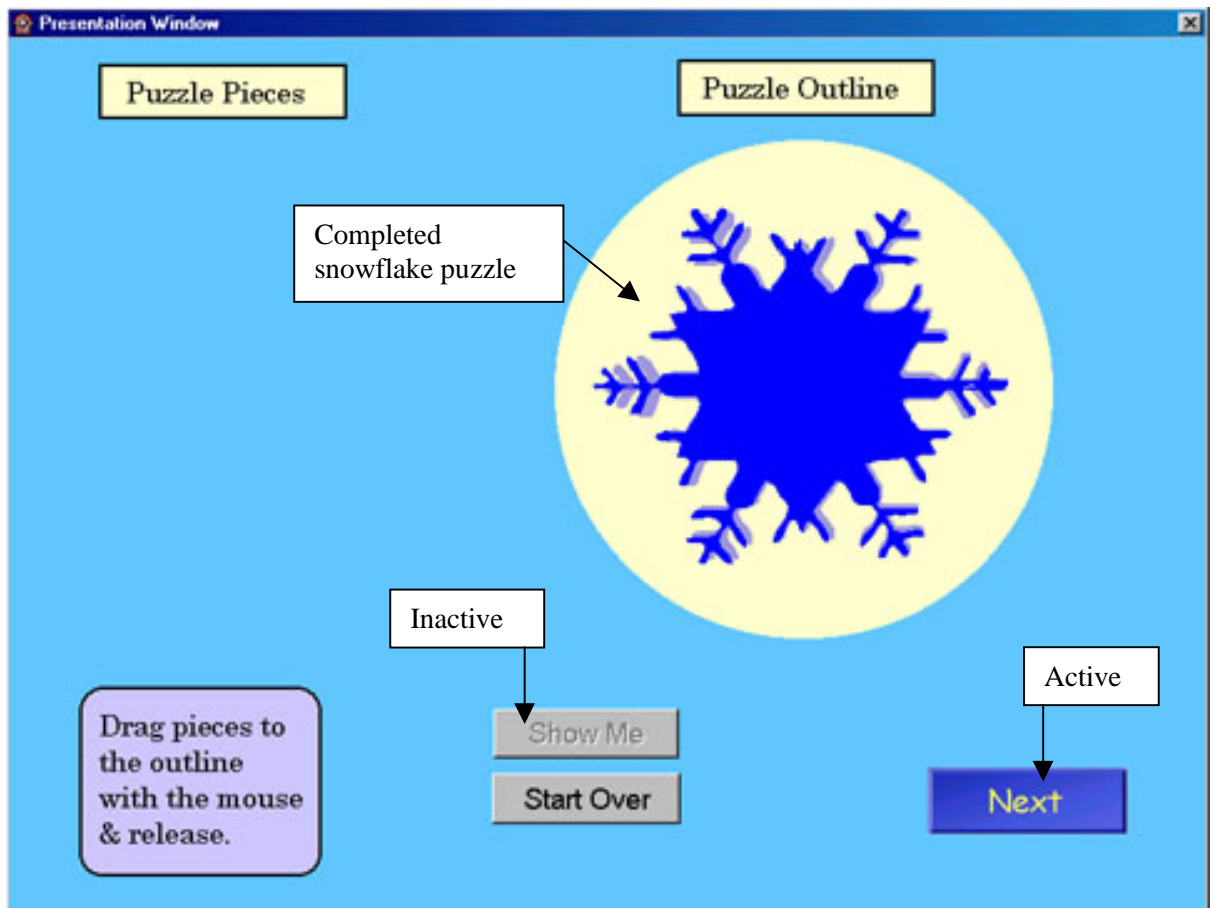 Presentation Window
Puzzle Pieces
Puzzle Outline
Completed
snowflake puzzle
Inactive
Active
Drag pieces to
the outline
with the mouse
& release.
Show Me
Start Over
Next